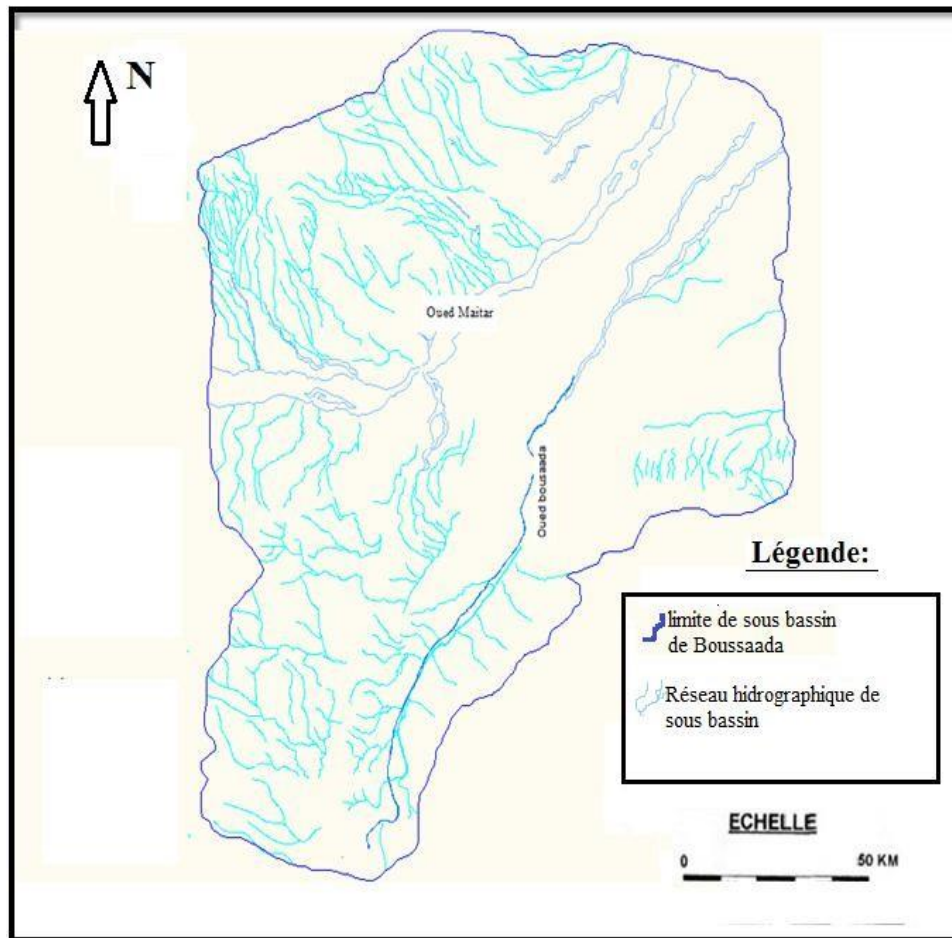 N
Oued Maitar
Oued boussaada
Légende:
limite de sous bassin
de Boussaada
Réseau hidrographique de
sous bassin
ECHELLE
0 50 KM